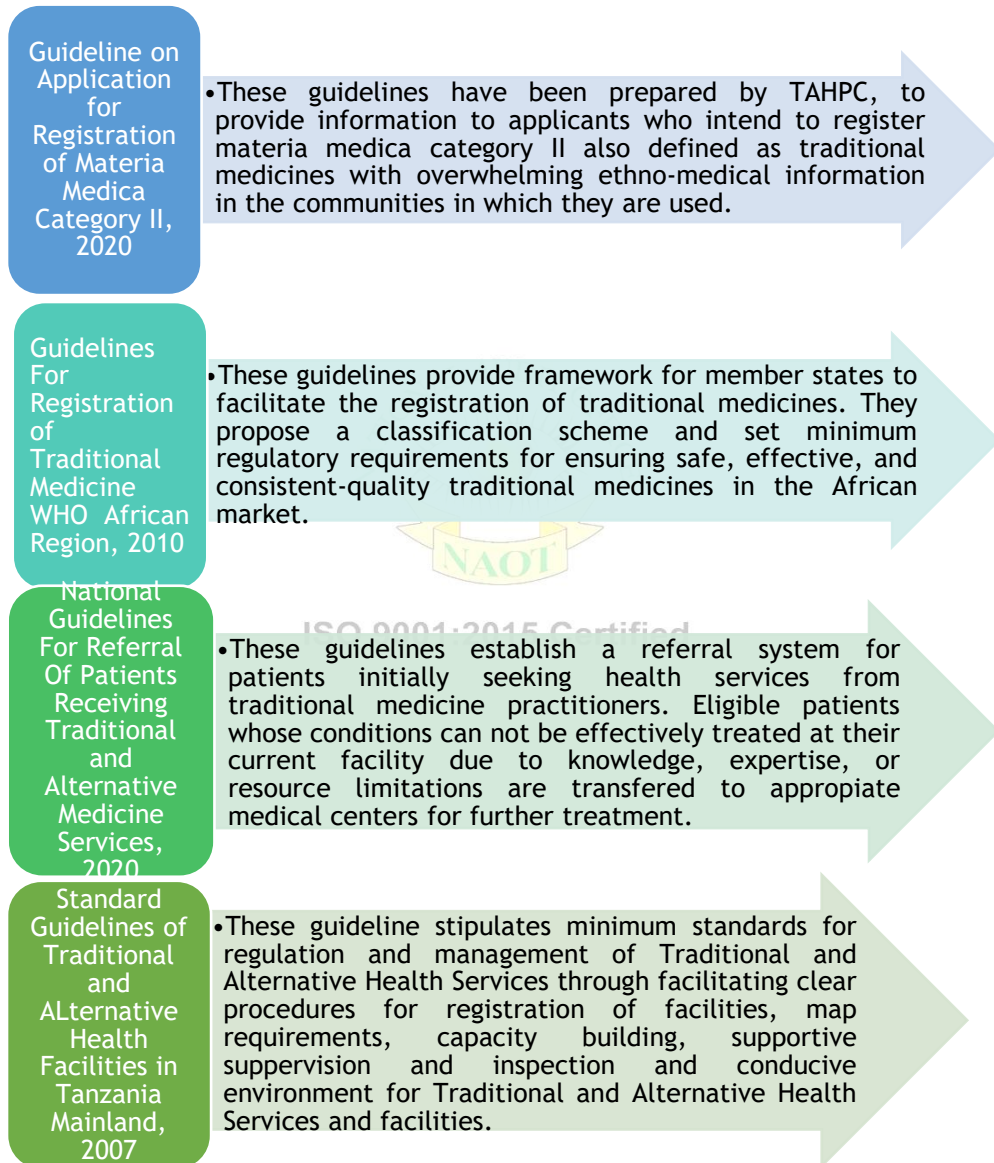 Guideline on
Application
for
Registration
of Materia
Medica
Category II,
2020
•These guidelines have been prepared by TAHPC, to
provide information to applicants who intend to register
materia medica category II also defined as traditional
medicines with overwhelming ethno-medical information
in the communities in which they are used.
Guidelines
For
Registration
of
Traditional
Medicine
WHO African
Region, 2010
•These guidelines provide framework for member states to
facilitate the registration of traditional medicines. They
propose a classification scheme and set minimum
regulatory requirements for ensuring safe, effective, and
consistent-quality traditional medicines in the African
market.
NAOT
ISO 9001:2015 Certified
National
Guidelines
For Referral
Of Patients
Receiving
Traditional
and
Alternative
Medicine
Services,
2020
•These guidelines establish a referral system for
patients initially seeking health services from
traditional medicine practitioners. Eligible patients
whose conditions can not be effectively treated at their
current facility due to knowledge, expertise, or
resource limitations are transfered to appropiate
medical centers for further treatment.
Standard
Guidelines of
Traditional
and
ALternative
Health
Facilities in
Tanzania
Mainland,
2007
•These guideline stipulates minimum standards for
regulation and management of Traditional and
Alternative Health Services through facilitating clear
procedures for registration of facilities, map
requirements, capacity building, supportive
suppervision and inspection and conducive
environment for Traditional and Alternative Health
Services and facilities.